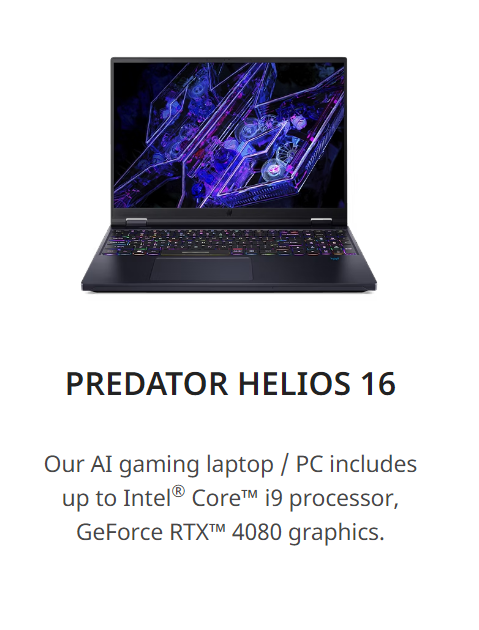 PREDATOR HELIOS 16
Our AI gaming laptop / PC includes
up to Intel® Core™ i9 processor,
GeForce RTX™ 4080 graphics.